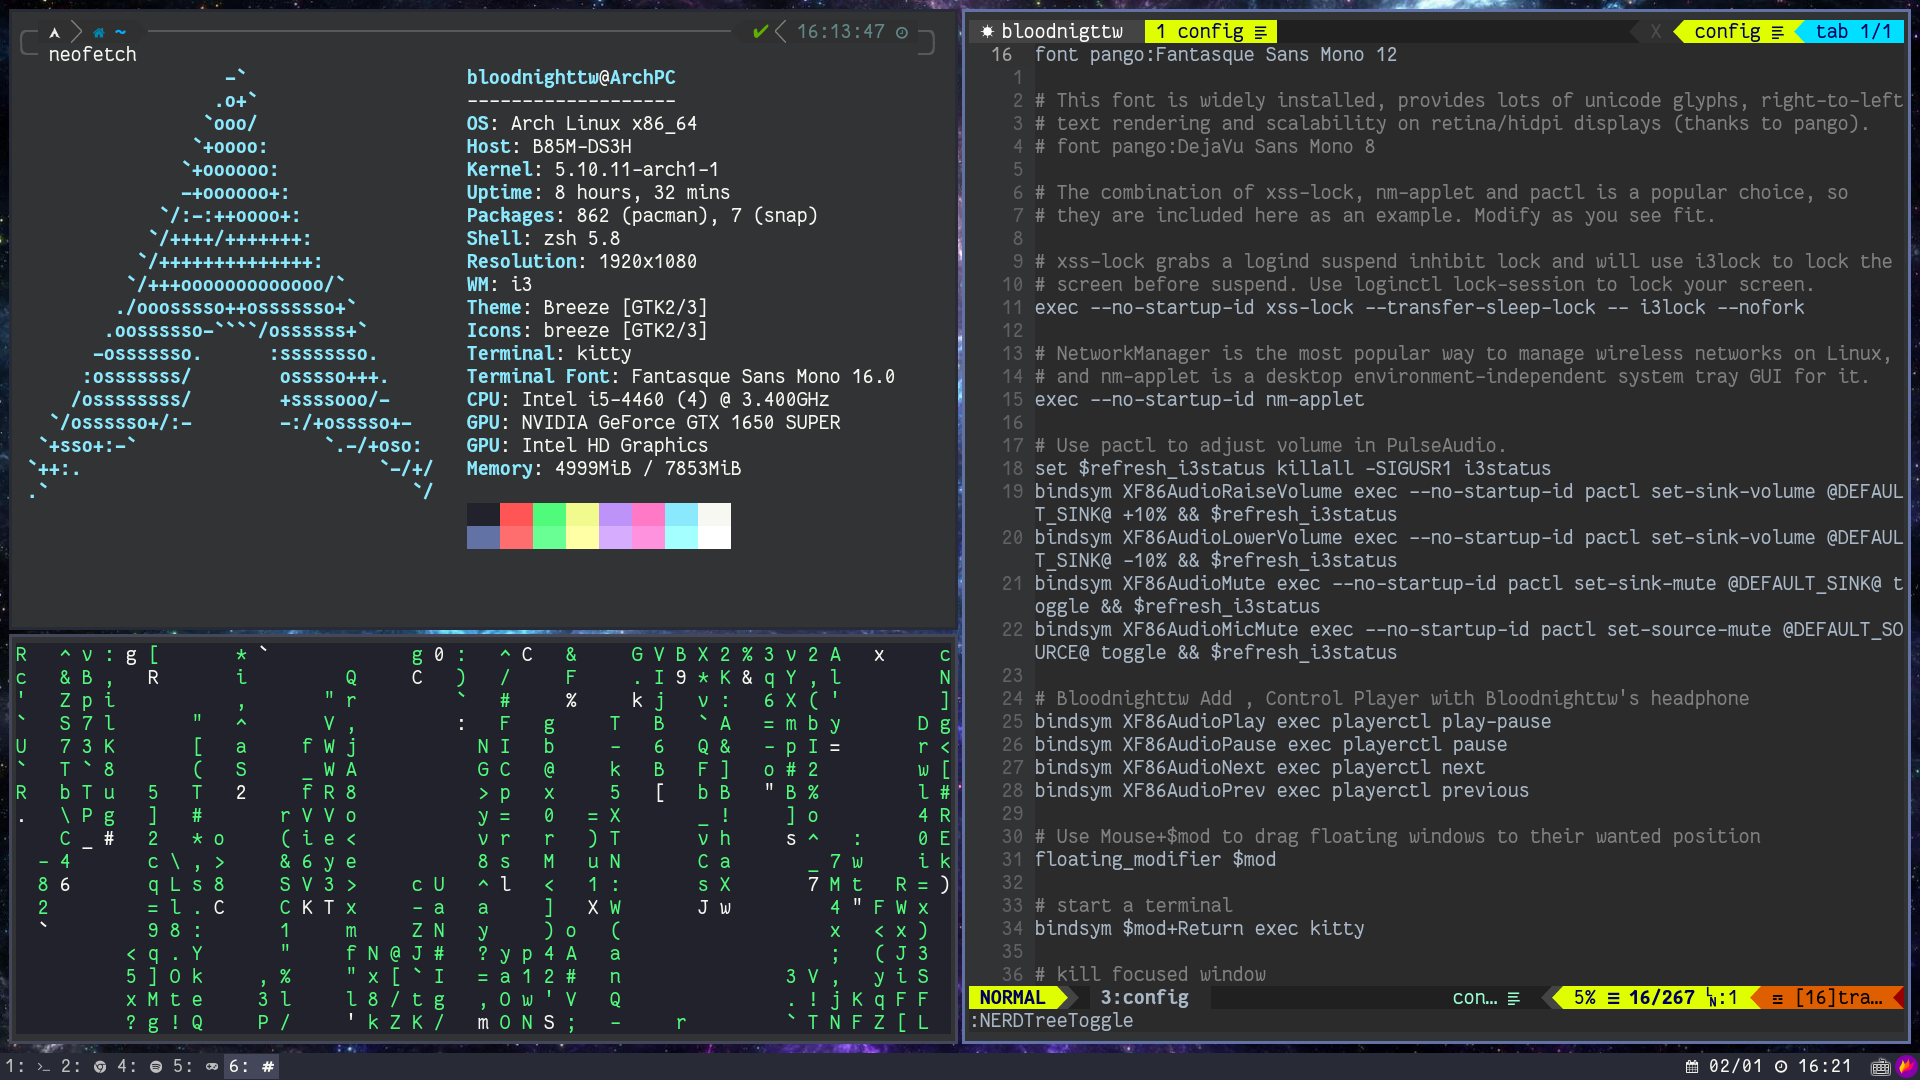 ✔ 16:13:47
neofetch
bloodnighttw@ArchPC
-------------------
OS: Arch Linux x86_64
Host: B85M-DS3H
Kernel: 5.10.11-arch1-1
Uptime: 8 hours, 32 mins
Packages: 862 (pacman), 7 (snap)
Shell: zsh 5.8
Resolution: 1920x1080
WM: i3
Theme: Breeze [GTK2/3]
Icons: breeze [GTK2/3]
Terminal: kitty
Terminal Font: Fantasque Sans Mono 16.0
CPU: Intel i5-4460 (4) @ 3.400GHz
GPU: NVIDIA GeForce GTX 1650 SUPER
GPU: Intel HD Graphics
Memory: 4999MiB / 7853MiB
bloodnigttw 1 config X config tab 1/1
16 font pango:Fantasque Sans Mono 12
1
2 # This font is widely installed, provides lots of unicode glyphs, right-to-left
3 # text rendering and scalability on retina/hidpi displays (thanks to pango).
4 # font pango:DejaVu Sans Mono 8
5
6 # The combination of xss-lock, nm-applet and pactl is a popular choice, so
7 # they are included here as an example. Modify as you see fit.
8
9 # xss-lock grabs a logind suspend inhibit lock and will use i3lock to lock the
10 # screen before suspend. Use loginctl lock-session to lock your screen.
11 exec --no-startup-id xss-lock --transfer-sleep-lock -- i3lock --nofork
12
13 # NetworkManager is the most popular way to manage wireless networks on Linux,
14 # and nm-applet is a desktop environment-independent system tray GUI for it.
15 exec --no-startup-id nm-applet
16
17 # Use pactl to adjust volume in PulseAudio.
18 set $refresh_i3status killall -SIGUSR1 i3status
19 bindsym XF86AudioRaiseVolume exec --no-startup-id pactl set-sink-volume @DEFAUL
T_SINK@ +10% && $refresh_i3status
20 bindsym XF86AudioLowerVolume exec --no-startup-id pactl set-sink-volume @DEFAUL
T_SINK@ -10% && $refresh_i3status
21 bindsym XF86AudioMute exec --no-startup-id pactl set-sink-mute @DEFAULT_SINK@ t
oggle && $refresh_i3status
22 bindsym XF86AudioMicMute exec --no-startup-id pactl set-source-mute @DEFAULT_SO
URCE@ toggle && $refresh_i3status
23
24 # Bloodnighttw Add , Control Player with Bloodnighttw's headphone
25 bindsym XF86AudioPlay exec playerctl play-pause
26 bindsym XF86AudioPause exec playerctl pause
27 bindsym XF86AudioNext exec playerctl next
28 bindsym XF86AudioPrev exec playerctl previous
29
30 # Use Mouse+$mod to drag floating windows to their wanted position
31 floating_modifier $mod
32
33 # start a terminal
34 bindsym $mod+Return exec kitty
35
36 # kill focused window
NORMAL 3:config con… 5% 16/267 :1 [16]tra…
:NERDTreeToggle
1: 2: 4: 5: 6: # 02/01 16:21